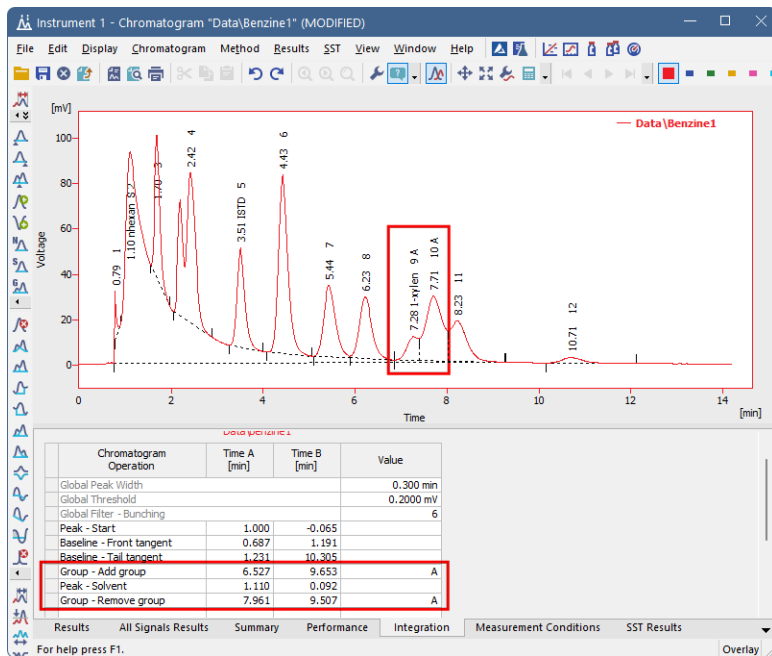 Instrument 1 - Chromatogram "Data\Benzine1" (MODIFIED)
File Edit Display Chromatogram Method Results SST View Window Help
[mV]
Data\Benzine1
100
80
60
40
20
0
Voltage
0.79 1
1.10 nhexan S 2
1.70 3
2.42 4
3.51 ISTD 5
4.43 6
5.44 7
6.23 8
7.28 1-xylen 9 A
7.71 10 A
8.23 11
10.71 12
0 2 4 6 8 10 12 14
Time [min]
Data\Benzine1
Chromatogram Operation Time A [min] Time B [min] Value
Global Peak Width 0.300 min
Global Threshold 0.2000 mV
Global Filter - Bunching 6
Peak - Start 1.000 -0.065
Baseline - Front tangent 0.687 1.191
Baseline - Tail tangent 1.231 10.305
Group - Add group 6.527 9.653 A
Peak - Solvent 1.110 0.092
Group - Remove group 7.961 9.507 A
Results All Signals Results Summary Performance Integration Measurement Conditions SST Results
For help press F1. Overlay